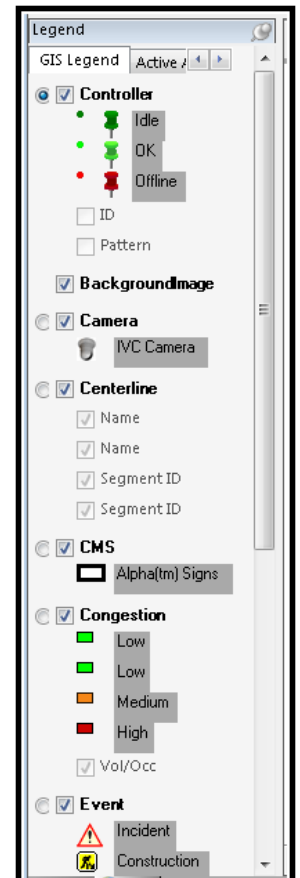 Legend
GIS Legend Active A
Controller
Idle
OK
Offline
ID
Pattern
BackgroundImage
Camera
IVC Camera
Centerline
Name
Name
Segment ID
Segment ID
CMS
Alpha(tm) Signs
Congestion
Low
Low
Medium
High
Vol/Occ
Event
Incident
Construction